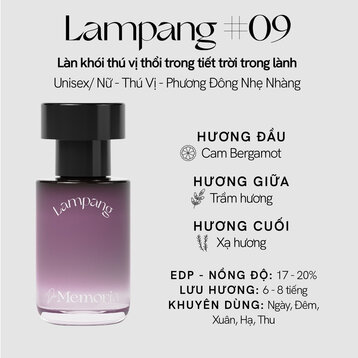 Lampang #09
Làn khói thú vị thổi trong tiết trời trong lành
Unisex/ Nữ - Thú Vị - Phương Đông Nhẹ Nhàng
HƯƠNG ĐẦU
Cam Bergamot
HƯƠNG GIỮA
Trầm hương
HƯƠNG CUỐI
Xạ hương
Lampang
De Memoria
EDP - NỒNG ĐỘ: 17 - 20%
LƯU HƯƠNG: 6 - 8 tiếng
KHUYÊN DÙNG: Ngày, Đêm,
Xuân, Hạ, Thu